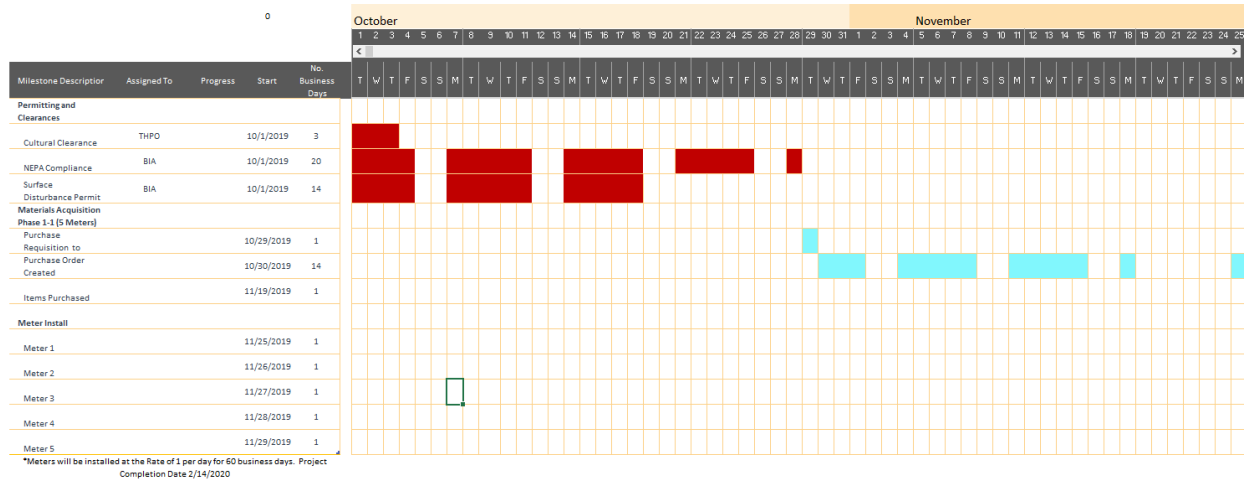 0
October November
1 2 3 4 5 6 7 8 9 10 11 12 13 14 15 16 17 18 19 20 21 22 23 24 25 26 27 28 29 30 31 1 2 3 4 5 6 7 8 9 10 11 12 13 14 15 16 17 18 19 20 21 22 23 24 25
No.
Milestone Description Assigned To Progress Start Business T W T F S S M T W T F S S M T W T F S S M T W T F S S M T W T F S S M T W T F S S M T W T F S S M T W T F S S M
Days
Permitting and
Clearances
Cultural Clearance THPO 10/1/2019 3
NEPA Compliance BIA 10/1/2019 20
Surface
Disturbance Permit BIA 10/1/2019 14
Materials Acquisition
Phase 1-1 (5 Meters)
Purchase
Requisition to 10/29/2019 1
Purchase Order
Created 10/30/2019 14
Items Purchased 11/19/2019 1
Meter Install
Meter 1 11/25/2019 1
Meter 2 11/26/2019 1
Meter 3 11/27/2019 1
Meter 4 11/28/2019 1
Meter 5 11/29/2019 1
*Meters will be installed at the Rate of 1 per day for 60 business days. Project
Completion Date 2/14/2020